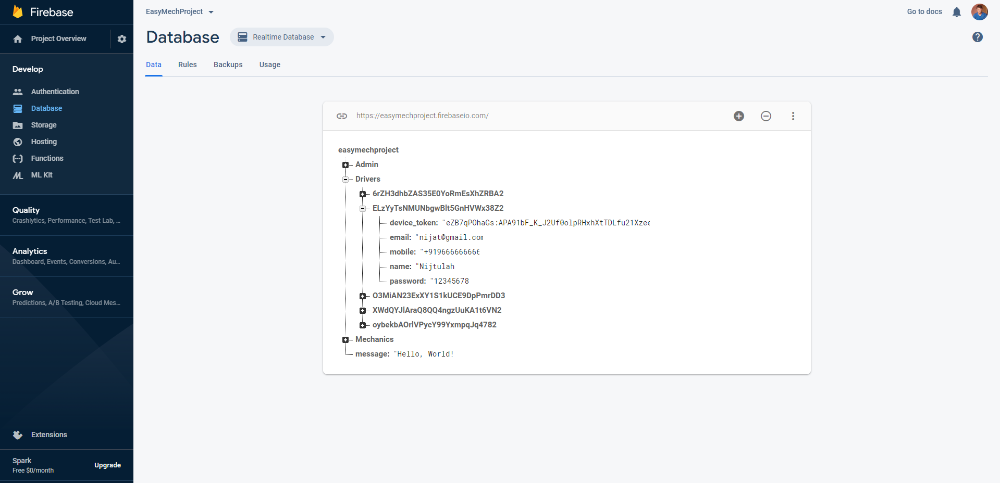 Firebase
Project Overview
Develop
Authentication
Database
Storage
Hosting
Functions
ML Kit
Quality
Crashlytics, Performance, Test Lab, ...
Analytics
Dashboard, Events, Conversions, Au...
Grow
Predictions, A/B Testing, Cloud Mes...
Extensions
Spark
Free $0/month
Upgrade
EasyMechProject
Go to docs
Database
Realtime Database
Data Rules Backups Usage
https://easymechproject.firebaseio.com/
easymechproject
Admin
Drivers
6rZH3dhbZAS35E0YoRmEsXhZRBA2
ELzYyTsNMUNbgwBlt5GnHVWx38Z2
device_token: "eZB7qPOhaGs:APA91bF_K_J2Uf0olpRHxhXtTDLfu21Xzee
email: "nijat@gmail.com
mobile: "+919666666666
name: "Nijtulah
password: "12345678
O3MiAN23ExXY1S1kUCE9DpPmrDD3
XWdQYJlAraQ8QQ4ngzUuKA1t6VN2
oybekbAOrlVPycY99YxmpqJq4782
Mechanics
message: "Hello, World!